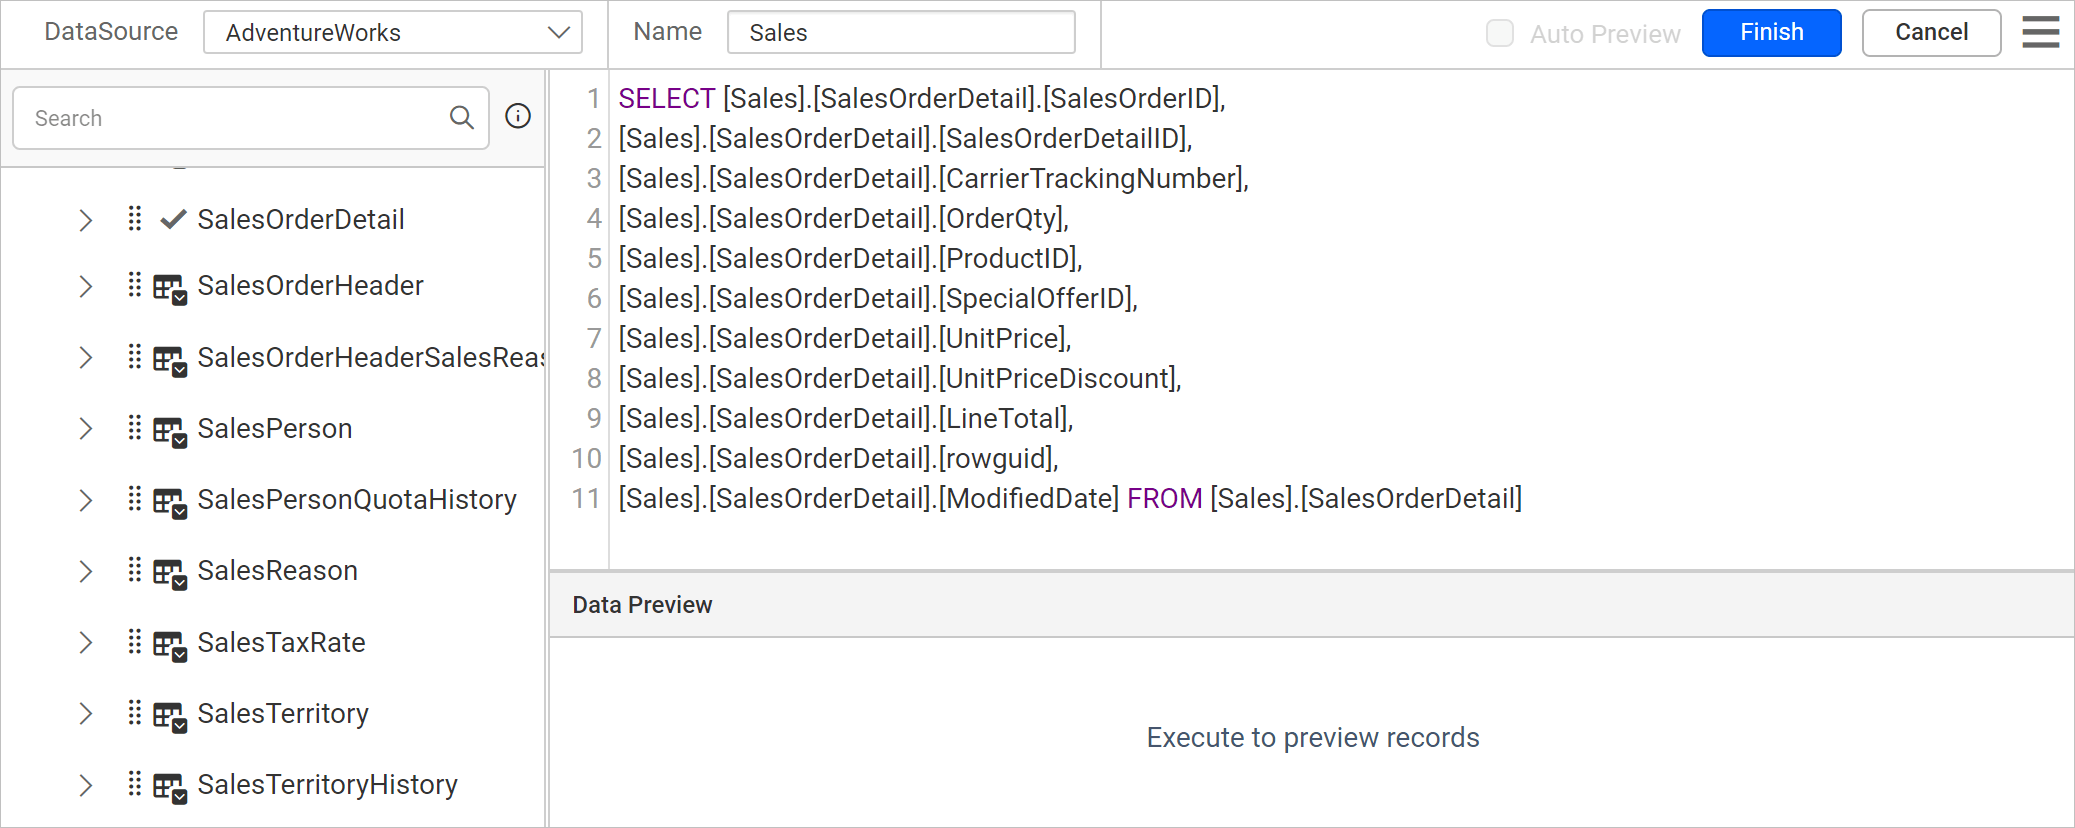 DataSource AdventureWorks Name Sales Auto Preview Finish Cancel
Search
SalesOrderDetail
SalesOrderHeader
SalesOrderHeaderSalesReas
SalesPerson
SalesPersonQuotaHistory
SalesReason
SalesTaxRate
SalesTerritory
SalesTerritoryHistory
1 SELECT [Sales].[SalesOrderDetail].[SalesOrderID],
2 [Sales].[SalesOrderDetail].[SalesOrderDetailID],
3 [Sales].[SalesOrderDetail].[CarrierTrackingNumber],
4 [Sales].[SalesOrderDetail].[OrderQty],
5 [Sales].[SalesOrderDetail].[ProductID],
6 [Sales].[SalesOrderDetail].[SpecialOfferID],
7 [Sales].[SalesOrderDetail].[UnitPrice],
8 [Sales].[SalesOrderDetail].[UnitPriceDiscount],
9 [Sales].[SalesOrderDetail].[LineTotal],
10 [Sales].[SalesOrderDetail].[rowguid],
11 [Sales].[SalesOrderDetail].[ModifiedDate] FROM [Sales].[SalesOrderDetail]
Data Preview
Execute to preview records